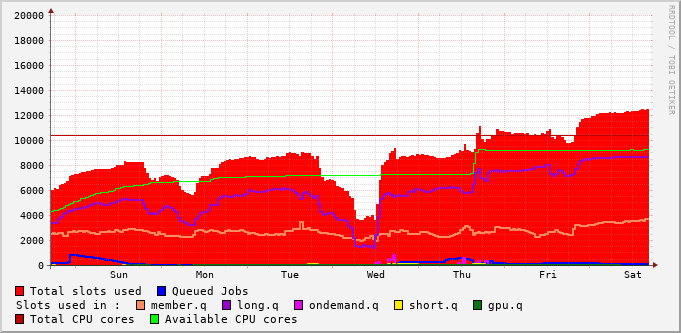 RRDTOOL / TOBI OETIKER
20000
18000
16000
14000
12000
10000
8000
6000
4000
2000
0
Sun Mon Tue Wed Thu Fri Sat
Total slots used Queued Jobs
Slots used in : member.q long.q ondemand.q short.q gpu.q
Total CPU cores Available CPU cores